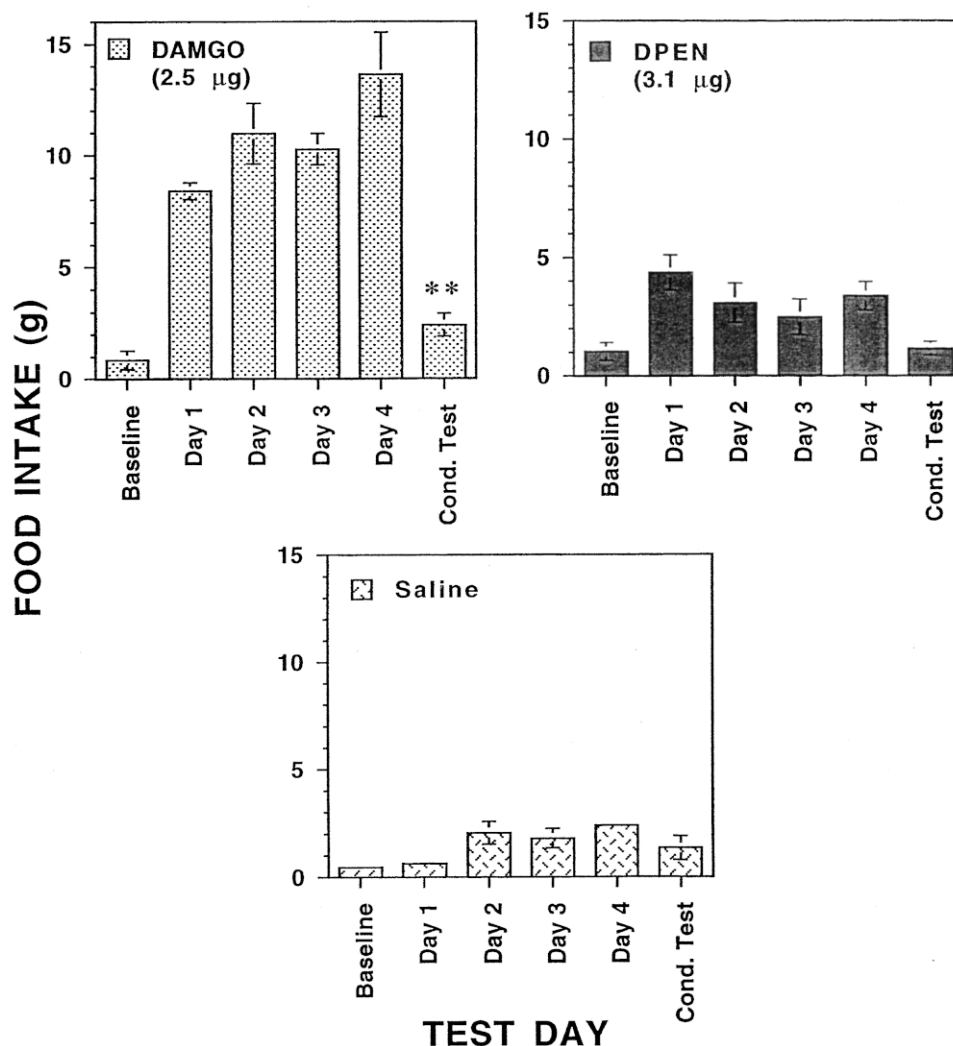 DAMGO
(2.5 μg)
15
10
5
0
**
Baseline
Day 1
Day 2
Day 3
Day 4
Cond. Test
DPEN
(3.1 μg)
15
10
5
0
Baseline
Day 1
Day 2
Day 3
Day 4
Cond. Test
FOOD INTAKE (g)
Saline
15
10
5
0
Baseline
Day 1
Day 2
Day 3
Day 4
Cond. Test
TEST DAY